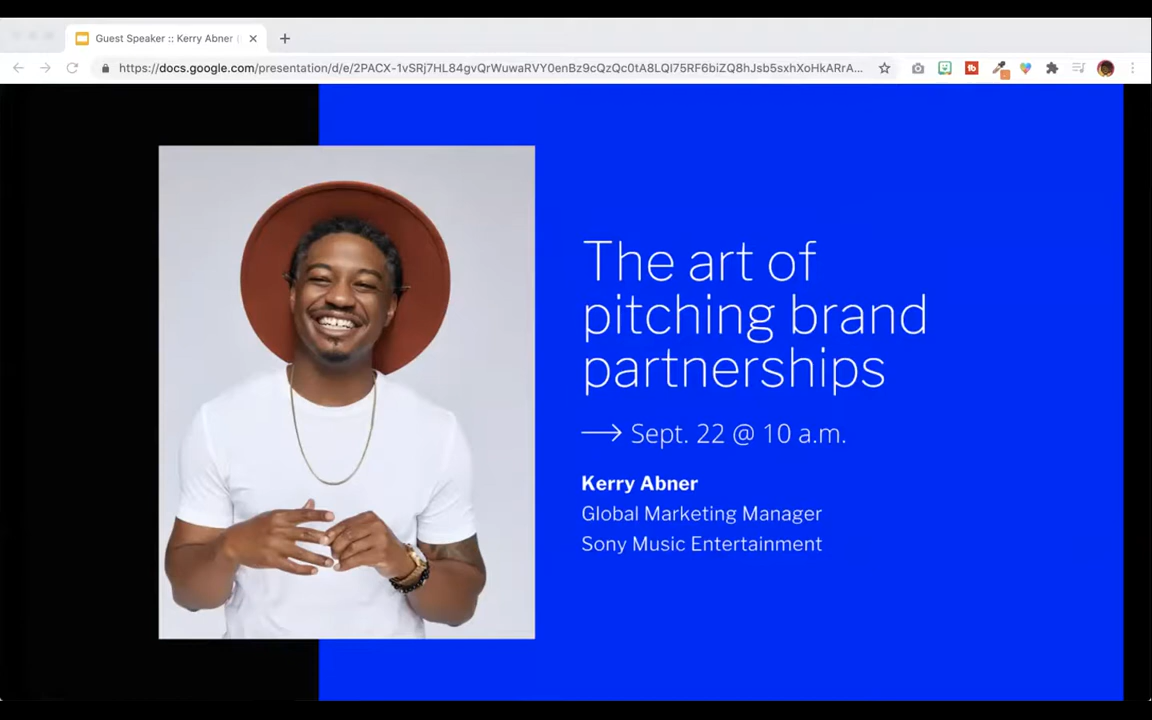 Guest Speaker :: Kerry Abner
https://docs.google.com/presentation/d/e/2PACX-1vSRj7HL84gvQrWuwaRVY0enBz9cQzQc0tA8LQl75RF6biZQ8hJsb5sxhXoHkARrA...
The art of
pitching brand
partnerships
Sept. 22 @ 10 a.m.
Kerry Abner
Global Marketing Manager
Sony Music Entertainment